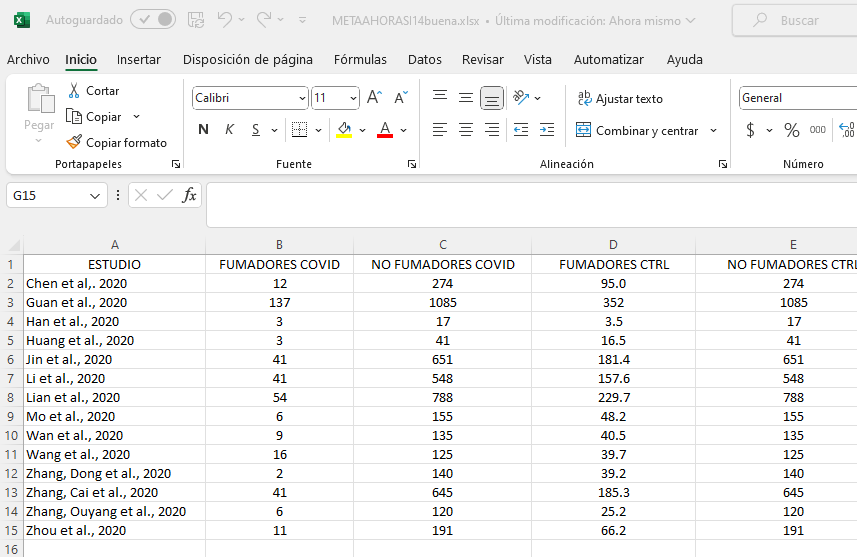 Autoguardado METAAHORASI14buena.xlsx • Última modificación: Ahora mismo Buscar
Archivo Inicio Insertar Disposición de página Fórmulas Datos Revisar Vista Automatizar Ayuda
Pegar
Cortar
Copiar
Copiar formato
Portapapeles
Calibri 11
N K S
Fuente
Ajustar texto
Combinar y centrar
Alineación
General
$ % 000
Número
G15 fx
A B C D E
1 ESTUDIO FUMADORES COVID NO FUMADORES COVID FUMADORES CTRL NO FUMADORES CTRL
2 Chen et al,. 2020 12 274 95.0 274
3 Guan et al., 2020 137 1085 352 1085
4 Han et al., 2020 3 17 3.5 17
5 Huang et al., 2020 3 41 16.5 41
6 Jin et al., 2020 41 651 181.4 651
7 Li et al., 2020 41 548 157.6 548
8 Lian et al., 2020 54 788 229.7 788
9 Mo et al., 2020 6 155 48.2 155
10 Wan et al., 2020 9 135 40.5 135
11 Wang et al., 2020 16 125 39.7 125
12 Zhang, Dong et al., 2020 2 140 39.2 140
13 Zhang, Cai et al., 2020 41 645 185.3 645
14 Zhang, Ouyang et al., 2020 6 120 25.2 120
15 Zhou et al., 2020 11 191 66.2 191
16